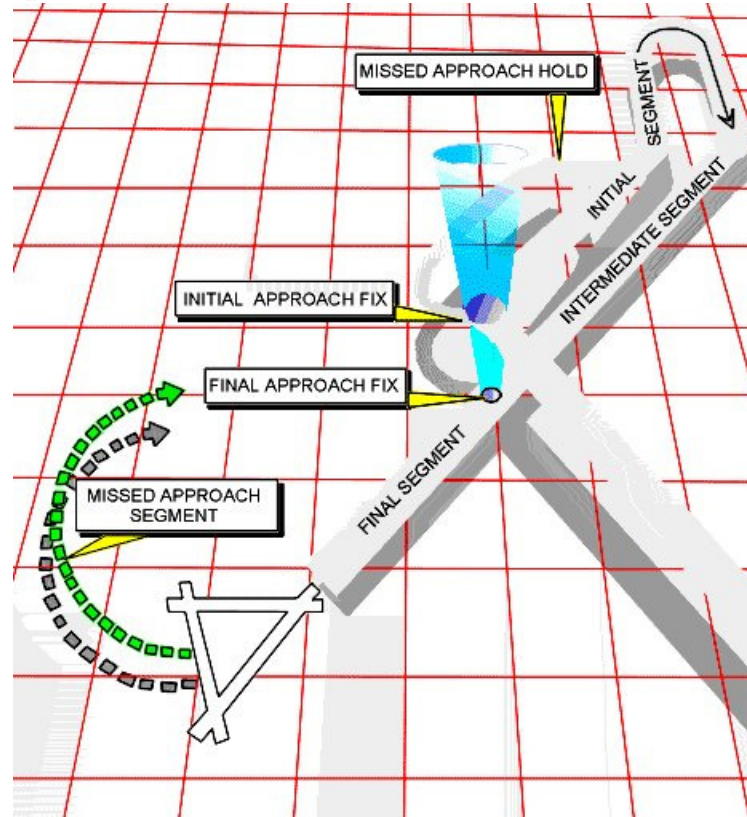 MISSED APPROACH HOLD
SEGMENT
INITIAL
INTERMEDIATE SEGMENT
INITIAL APPROACH FIX
FINAL APPROACH FIX
FINAL SEGMENT
MISSED APPROACH
SEGMENT